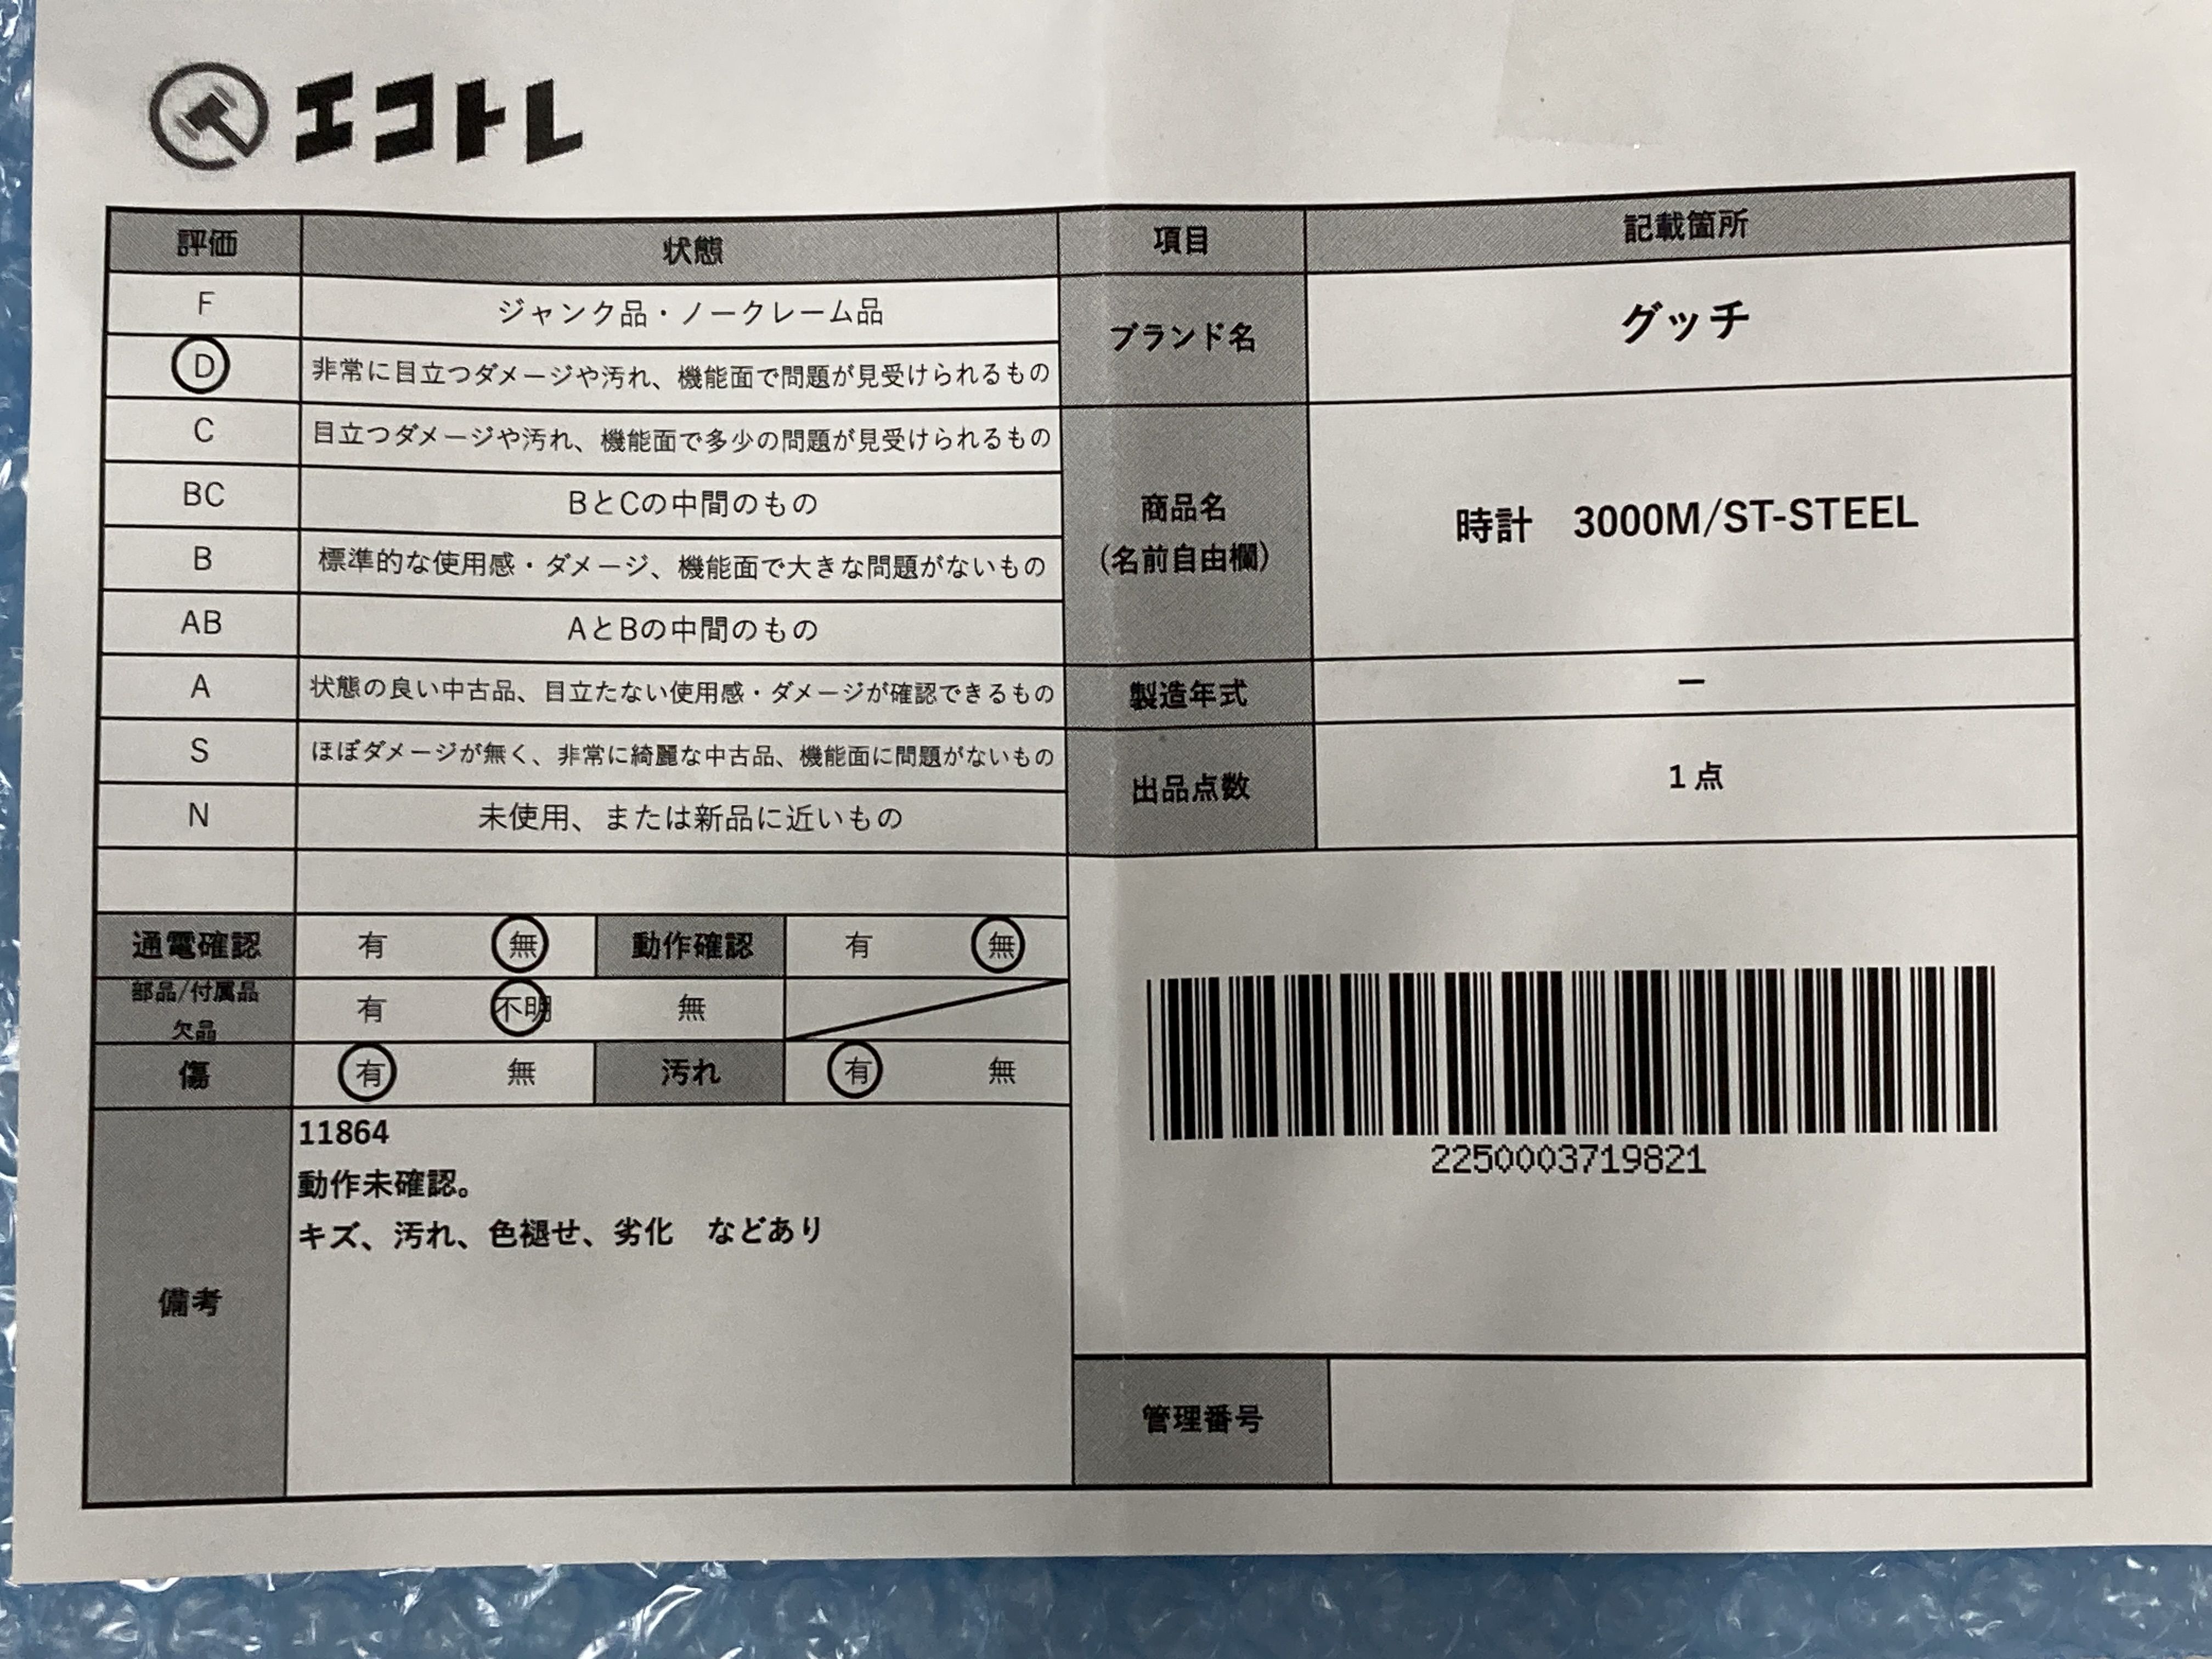 エコトレ
評価 状態 項目 記載箇所
F ジャンク品・ノークレーム品
D 非常に目立つダメージや汚れ、機能面で問題が見受けられるもの
C 目立つダメージや汚れ、機能面で多少の問題が見受けられるもの
BC BとCの中間のもの
B 標準的な使用感・ダメージ、機能面で大きな問題がないもの
AB AとBの中間のもの
A 状態の良い中古品、目立たない使用感・ダメージが確認できるもの
S ほぼダメージが無く、非常に綺麗な中古品、機能面に問題がないもの
N 未使用、または新品に近いもの
通電確認 有 無 動作確認 有 無
部品/付属品
欠品
有 不明 無
傷 有 無 汚れ 有 無
備考
11864
動作未確認。
キズ、汚れ、色褪せ、劣化　などあり
ブランド名 グッチ
商品名
(名前自由欄)
時計　3000M/ST-STEEL
製造年式 ー
出品点数 1点
2250003719821
管理番号